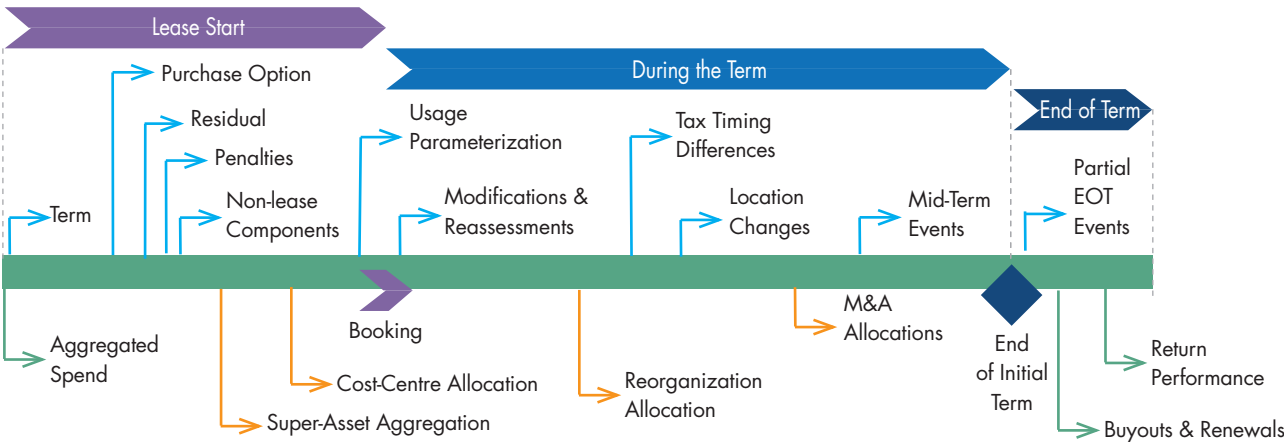 Lease Start
During the Term
End of Term
Purchase Option
Residual
Penalties
Non-lease
Components
Term
Usage
Parameterization
Modifications &
Reassessments
Tax Timing
Differences
Location
Changes
Mid-Term
Events
Partial
EOT
Events
Aggregated
Spend
Booking
Cost-Centre Allocation
Super-Asset Aggregation
Reorganization
Allocation
M&A
Allocations
End
of Initial
Term
Return
Performance
Buyouts & Renewals